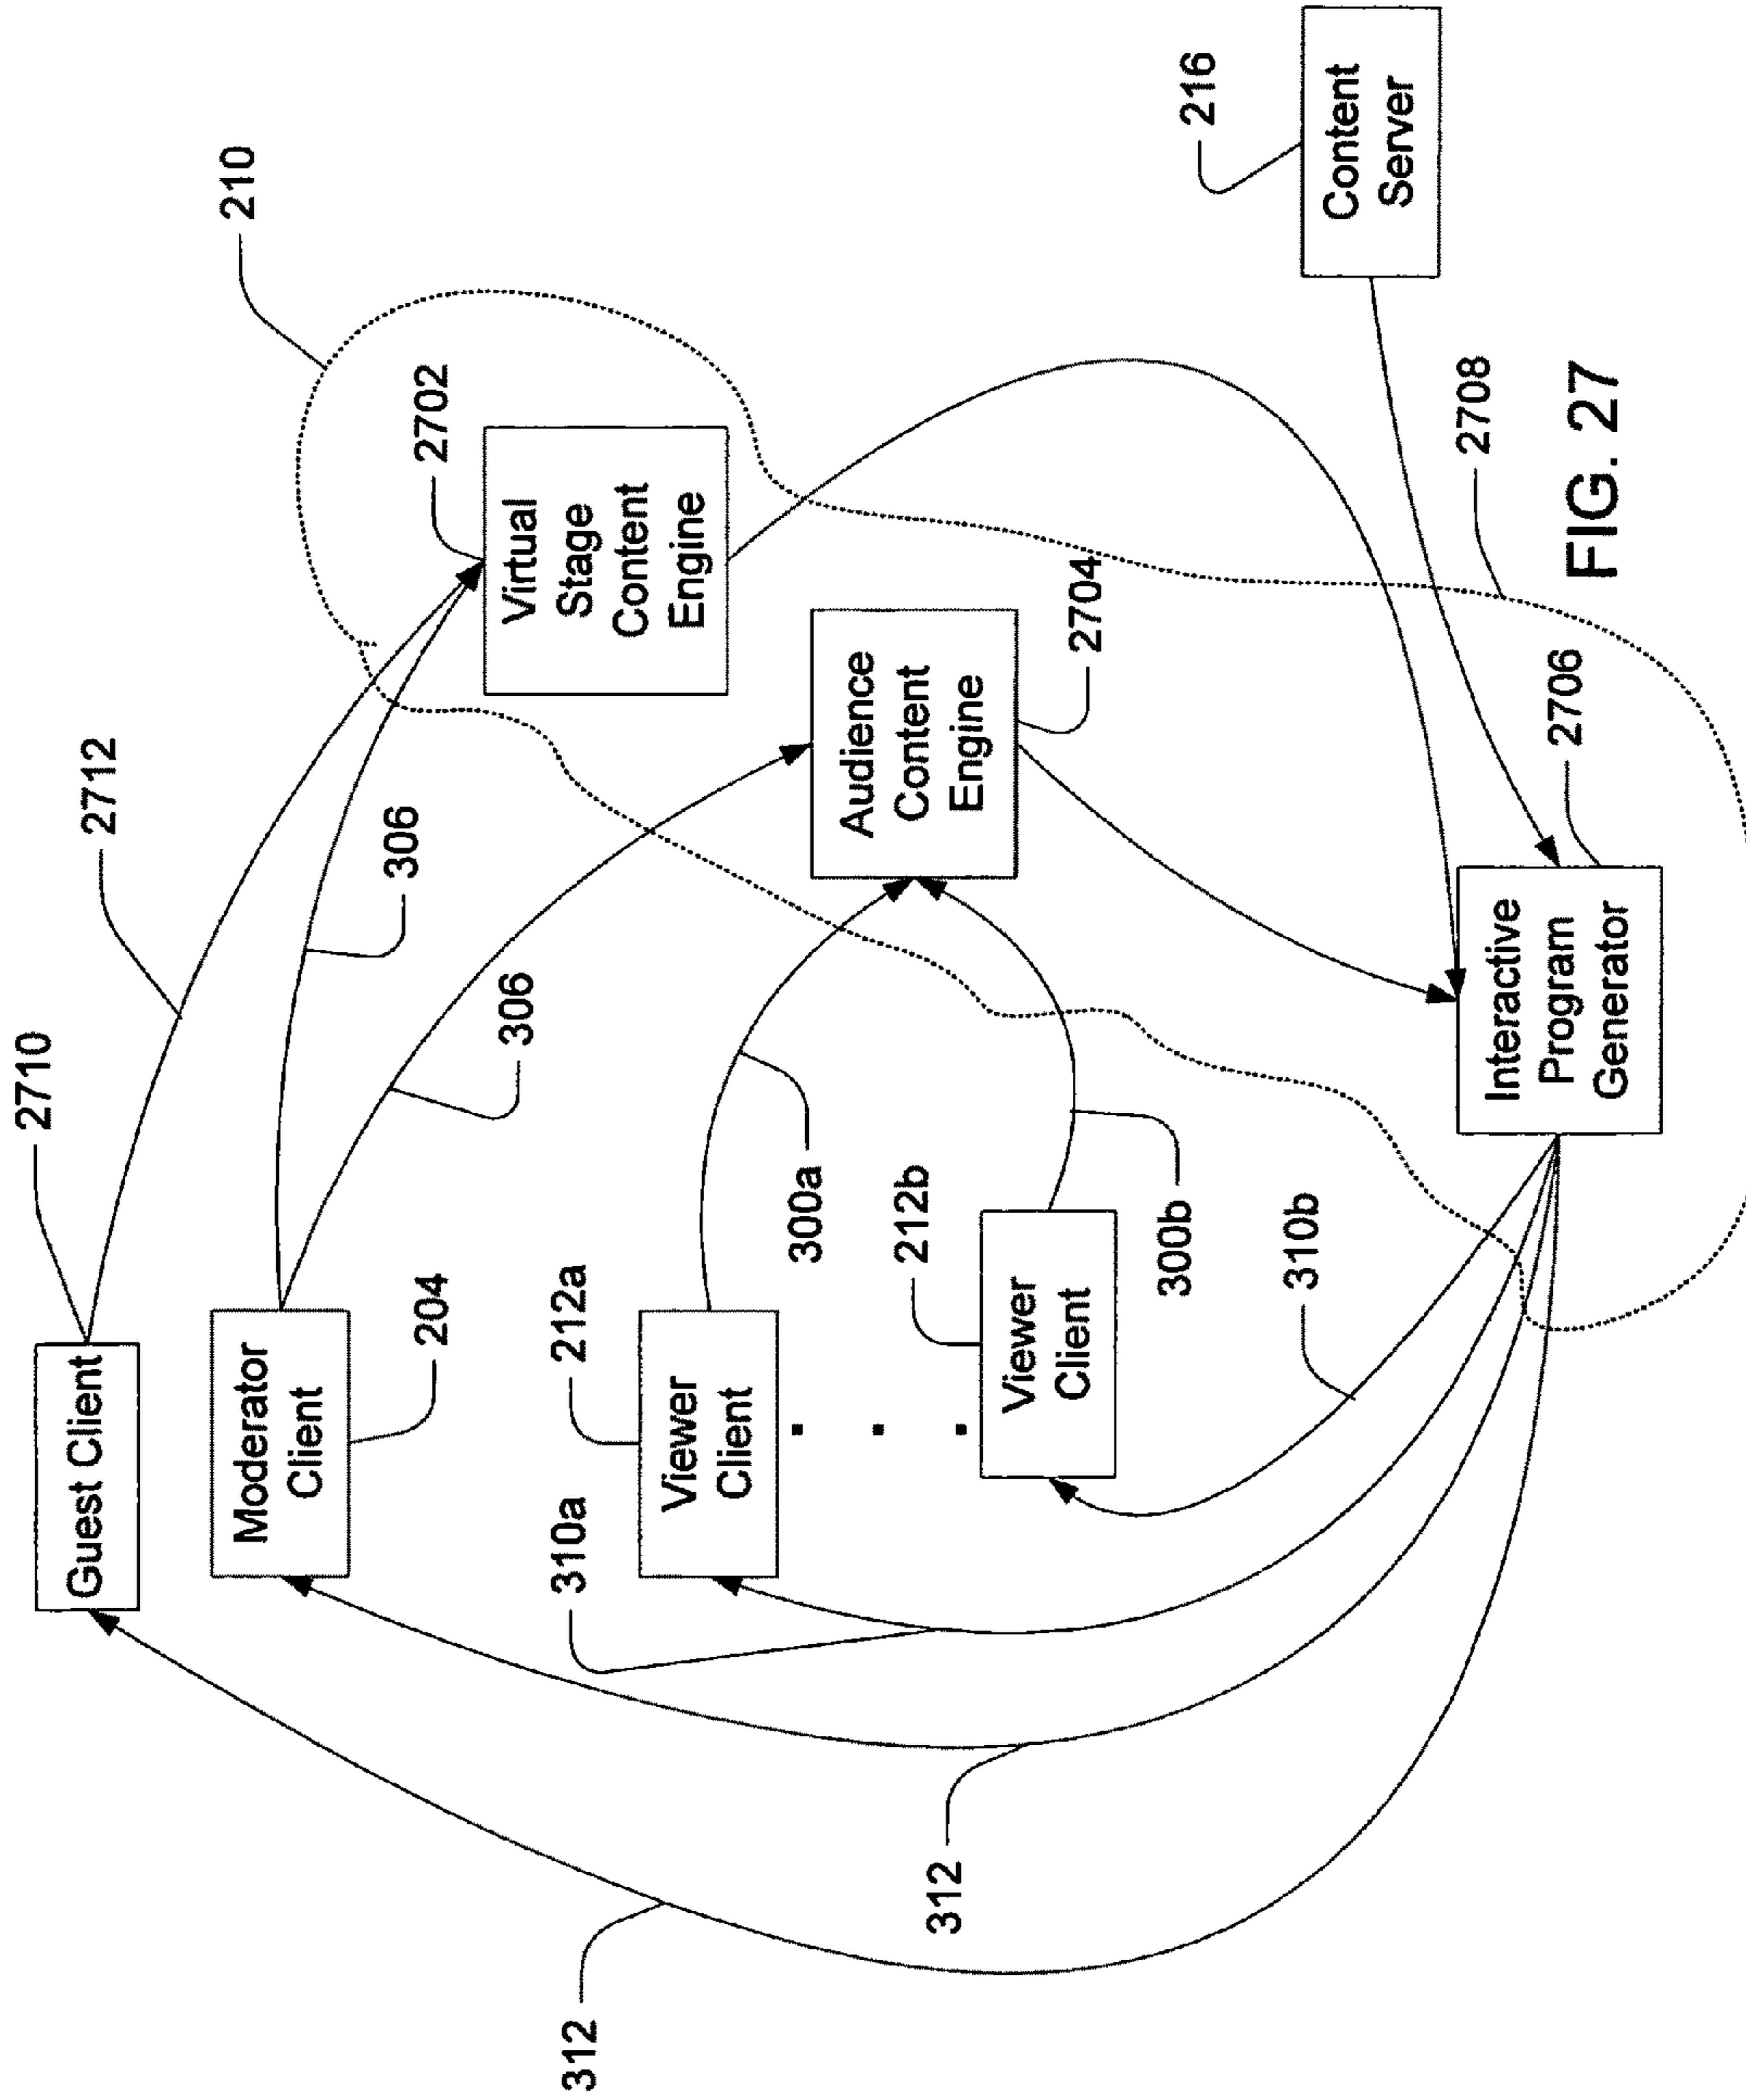 2710
Guest Client
2712
Moderator
Client
204
306
306
210
2702
Virtual
Stage
Content
Engine
310a
212a
Viewer
Client
300a
Audience
Content
Engine
2704
212b
Viewer
Client
300b
310b
216
Content
Server
312
312
Interactive
Program
Generator
2706
2708
FIG. 27